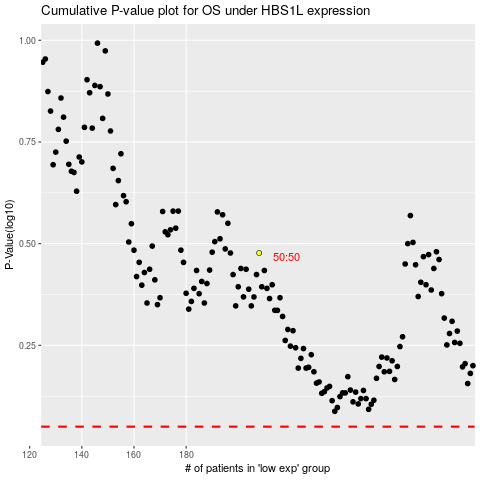 Cumulative P-value plot for OS under HBS1L expression
1.00
0.75
0.50
0.25
P-Value(log10)
50:50
120 140 160 180
# of patients in 'low exp' group